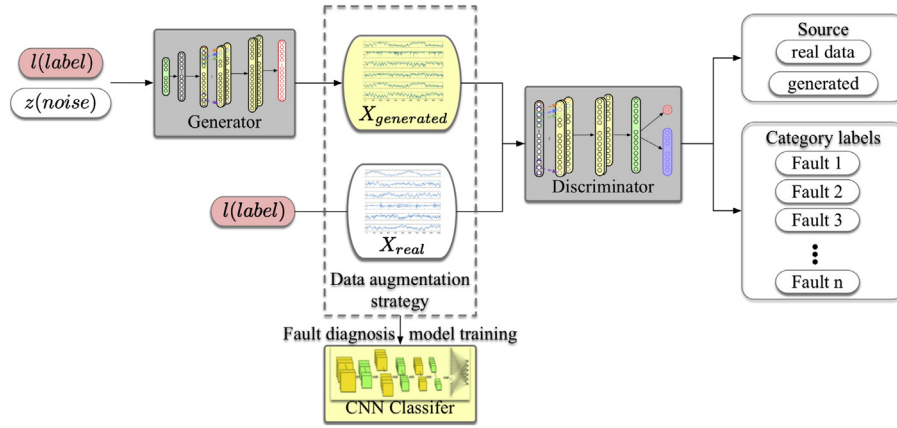 l(label)
z(noise)
Generator
X_generated
l(label)
X_real
Data augmentation
strategy
Fault diagnosis model training
CNN Classifer
Discriminator
Source
real data
generated
Category labels
Fault 1
Fault 2
Fault 3
Fault n